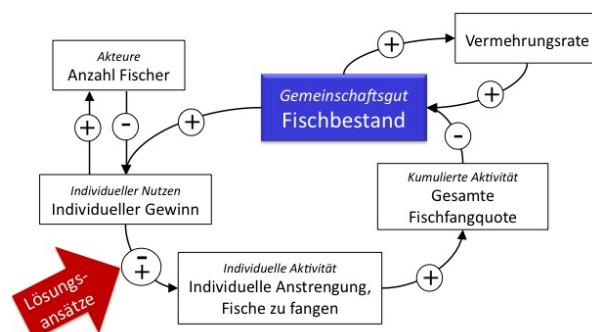 Akteure
Anzahl Fischer
+
-
+
Gemeinschaftsgut
Fischbestand
+
Vermehrungsrate
+
-
Individueller Nutzen
Individueller Gewinn
Kumulierte Aktivität
Gesamte
Fischfangquote
-
+
Lösungs-
ansätze
Individuelle Aktivität
Individuelle Anstrengung,
Fische zu fangen
+